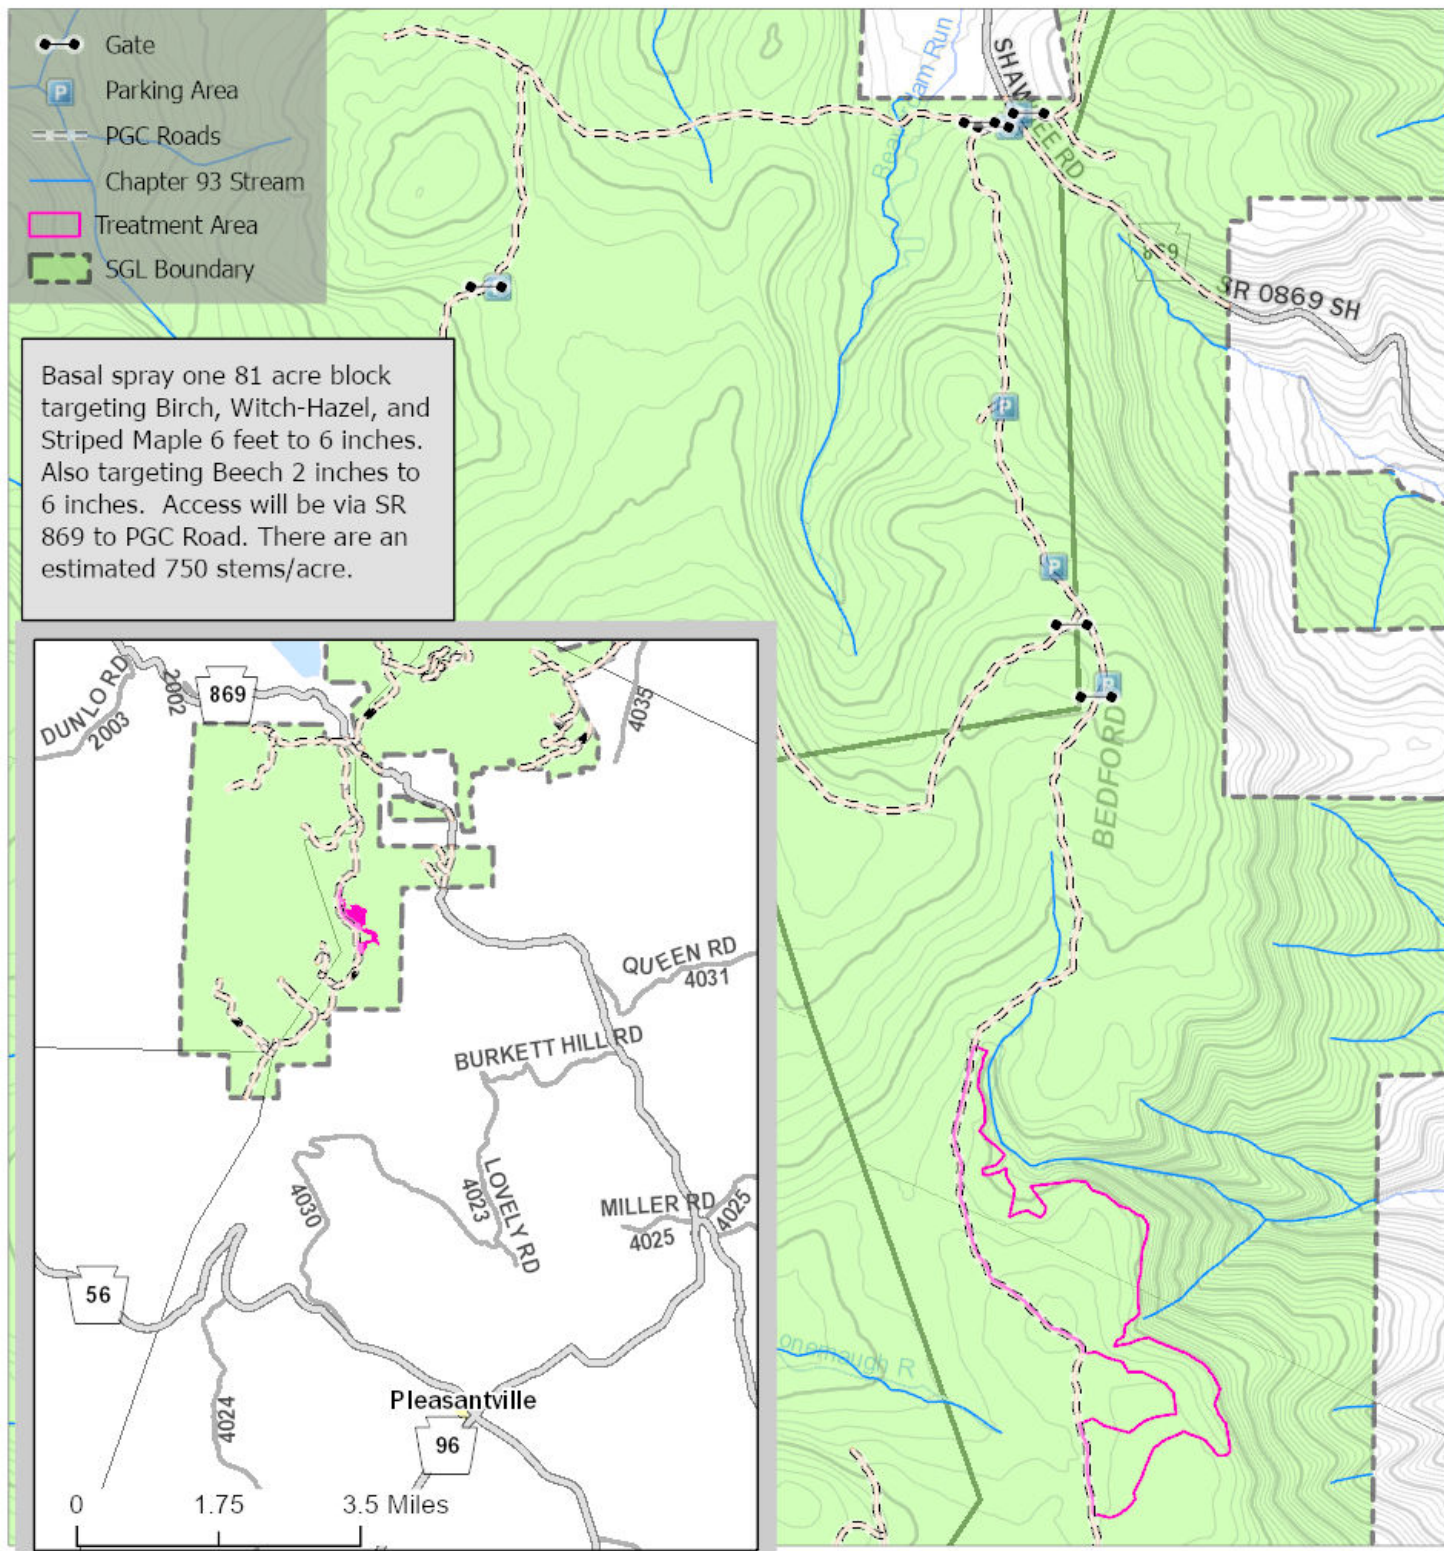 Gate
Parking Area
PGC Roads
Chapter 93 Stream
Treatment Area
SGL Boundary
Basal spray one 81 acre block
targeting Birch, Witch-Hazel, and
Striped Maple 6 feet to 6 inches.
Also targeting Beech 2 inches to
6 inches. Access will be via SR
869 to PGC Road. There are an
estimated 750 stems/acre.
P
P
P
P
P
Run
RD
869
SR 0869 SH
BEDFORD
R
DUNLO RD
2003
2002
869
4035
QUEEN RD
4031
BURKETT HILL RD
LOVELY RD
4023
4030
MILLER RD
4025
4025
56
4024
Pleasantville
96
0 1.75 3.5 Miles